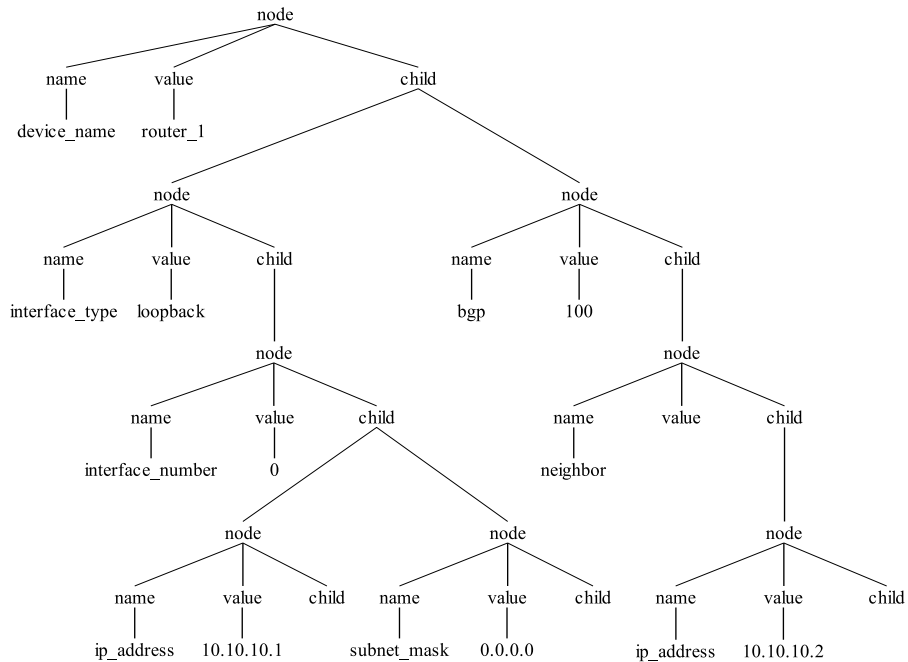 node
name value child
device_name router_1
node node
name value child name value child
interface_type loopback bgp 100
node node
name value child name value child
interface_number 0 neighbor
node node node
name value child name value child name value child
ip_address 10.10.10.1 subnet_mask 0.0.0.0 ip_address 10.10.10.2